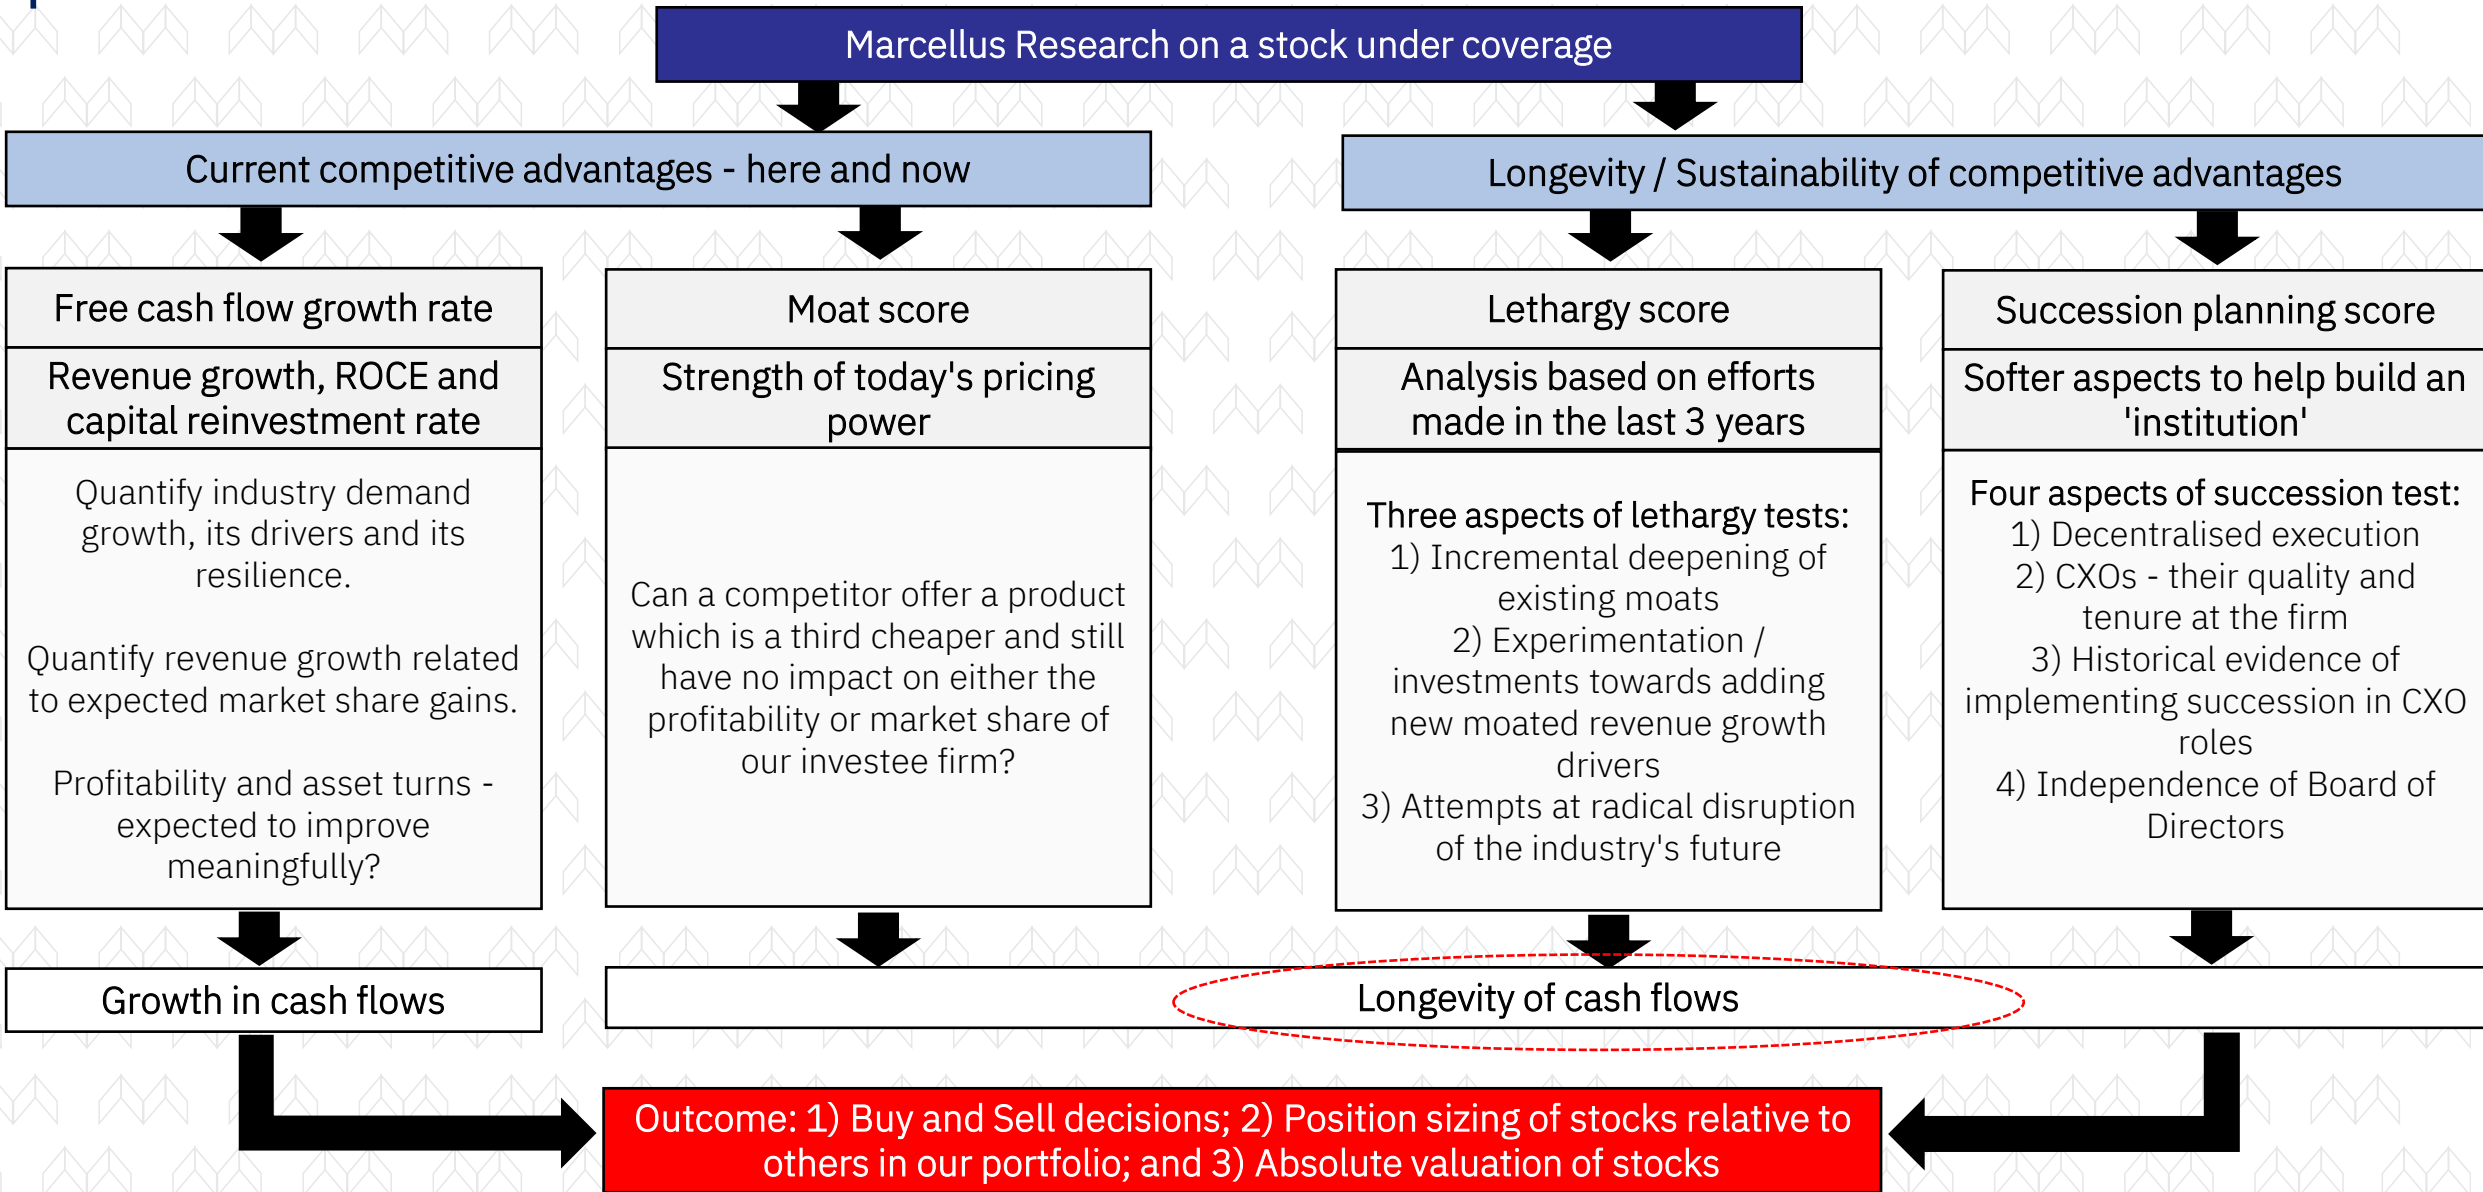 Marcellus Research on a stock under coverage
Current competitive advantages - here and now
Longevity / Sustainability of competitive advantages
Free cash flow growth rate
Revenue growth, ROCE and
capital reinvestment rate
Quantify industry demand
growth, its drivers and its
resilience.
Quantify revenue growth related
to expected market share gains.
Profitability and asset turns -
expected to improve
meaningfully?
Moat score
Strength of today's pricing
power
Can a competitor offer a product
which is a third cheaper and still
have no impact on either the
profitability or market share of
our investee firm?
Lethargy score
Analysis based on efforts
made in the last 3 years
Three aspects of lethargy tests:
1) Incremental deepening of
existing moats
2) Experimentation /
investments towards adding
new moated revenue growth
drivers
3) Attempts at radical disruption
of the industry's future
Succession planning score
Softer aspects to help build an
'institution'
Four aspects of succession test:
1) Decentralised execution
2) CXOs - their quality and
tenure at the firm
3) Historical evidence of
implementing succession in CXO
roles
4) Independence of Board of
Directors
Growth in cash flows
Longevity of cash flows
Outcome: 1) Buy and Sell decisions; 2) Position sizing of stocks relative to
others in our portfolio; and 3) Absolute valuation of stocks